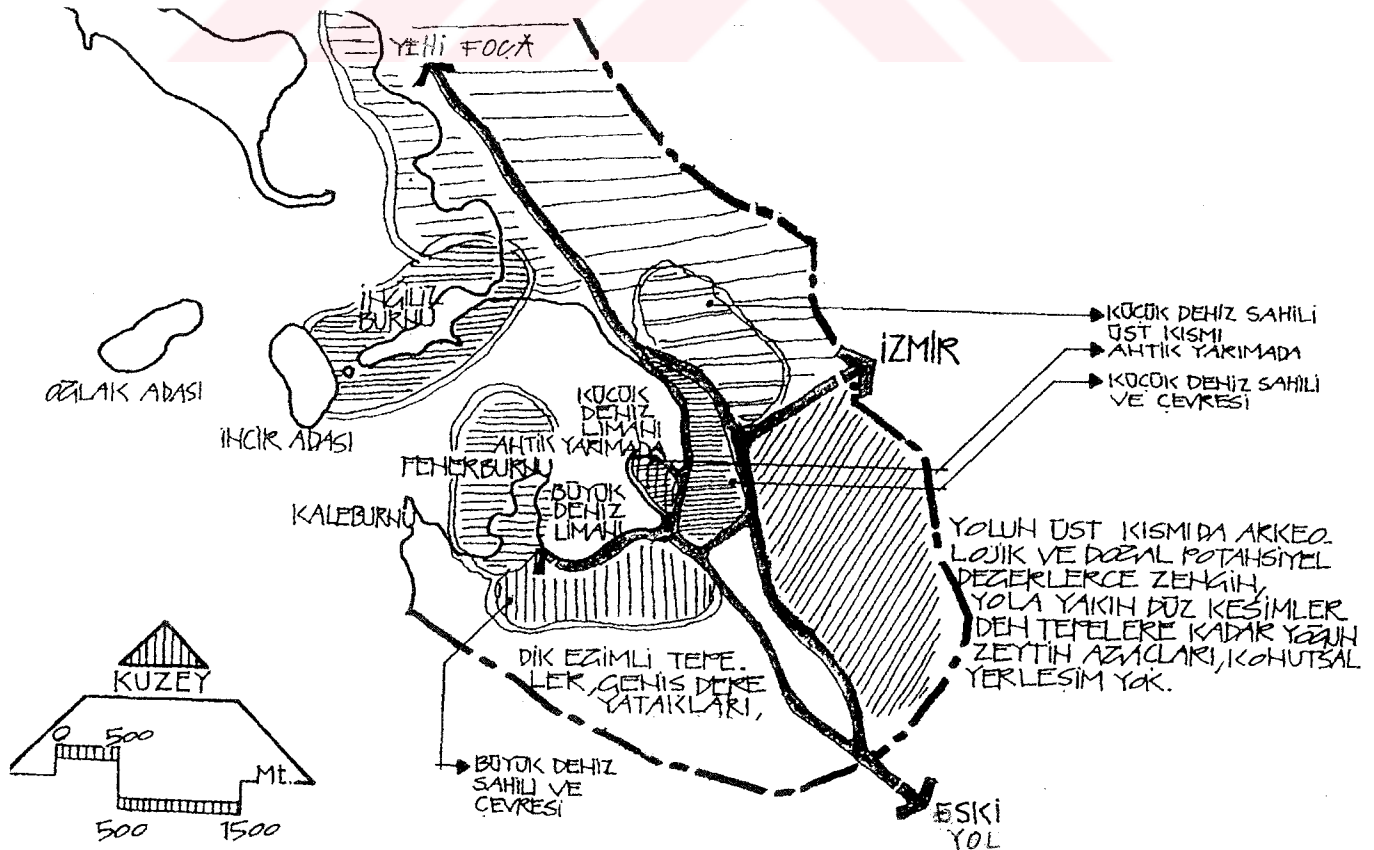 YENİ FOÇA
İNGİLİZ
BURNU
OĞLAK ADASI
İNCİR ADASI
KÜÇÜK DENİZ SAHİLİ
ÜST KISMI
ANTİK YARIMADA
KÜÇÜK DENİZ SAHİLİ
VE ÇEVRESİ
İZMİR
KÜÇÜK
DENİZ
LİMANI
ANTİK YARIMADA
FENERBURNU
BÜYÜK
DENİZ
LİMANI
KALEBURNU
YOLUN ÜST KISMIDA ARKEO-
LOJİK VE DOĞAL POTANSİYEL
DEĞERLERCE ZENGİN,
YOLA YAKIN DÜZ KESİMLER
DEN TEPELERE KADAR YOĞUN
ZEYTİN AĞAÇLARI, KONUTSAL
YERLEŞİM YOK.
DİK EĞİMLİ TEPE-
LER, GENİŞ DERE
YATAKLARI,
BÜYÜK DENİZ
SAHİLİ VE
ÇEVRESİ
ESKİ
YOL
KUZEY
0 500
Mt.
500 1500